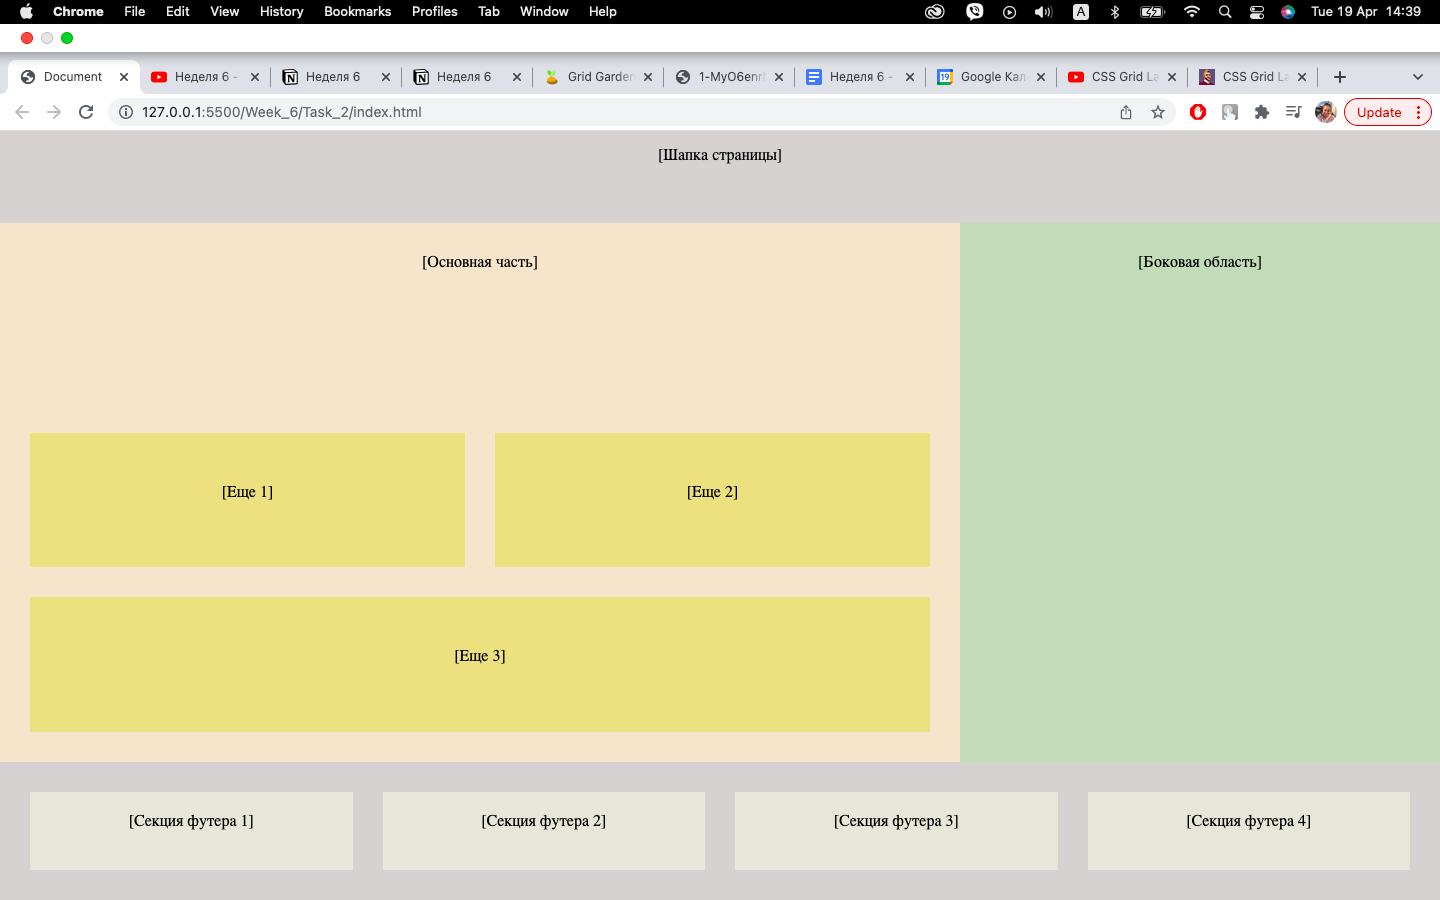 Chrome File Edit View History Bookmarks Profiles Tab Window Help A Tue 19 Apr 14:39
Document Неделя 6 - Неделя 6 Неделя 6 Grid Garden 1-MyO6enr Неделя 6 - 19 Google Кал CSS Grid La CSS Grid La
127.0.0.1:5500/Week_6/Task_2/index.html Update
[Шапка страницы]
[Основная часть] [Боковая область]
[Еще 1] [Еще 2]
[Еще 3]
[Секция футера 1] [Секция футера 2] [Секция футера 3] [Секция футера 4]